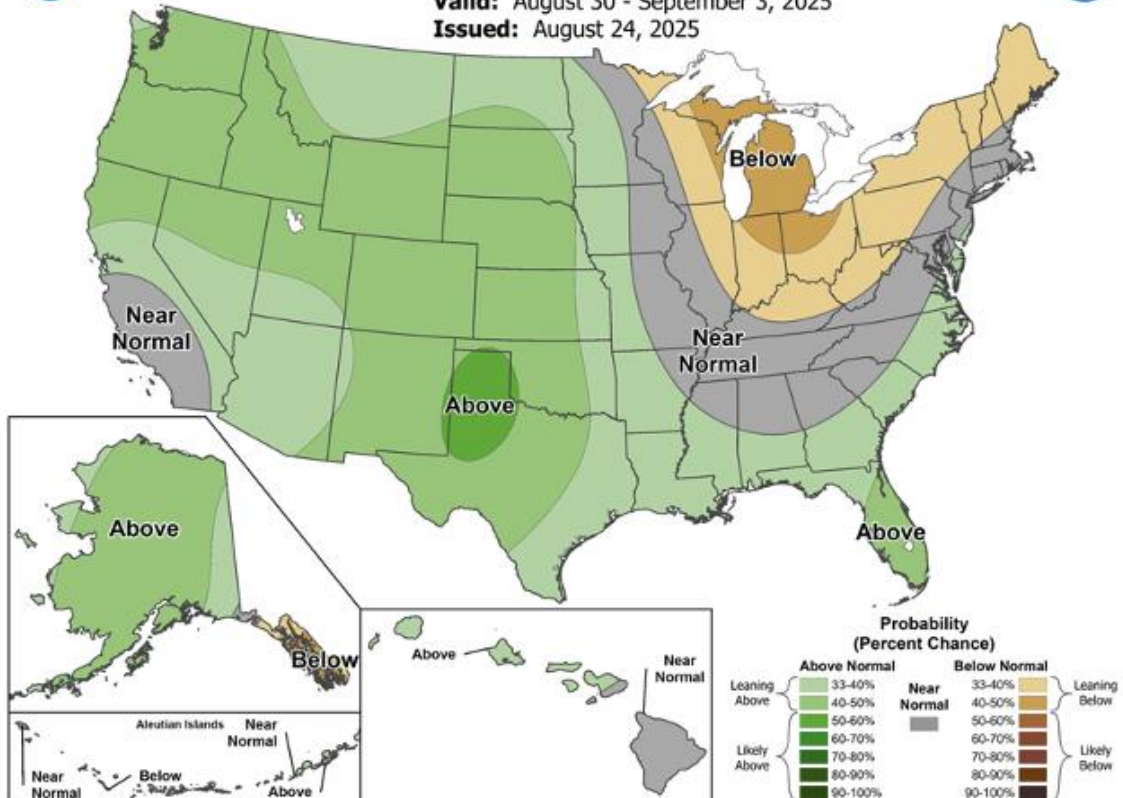 Valid: August 30 - September 3, 2025
Issued: August 24, 2025
Below
Near
Normal
Near
Normal
Above
Above
Above
Below
Above
Near
Normal
Aleutian Islands
Near
Normal
Near
Normal
Below
Above
Probability
(Percent Chance)
Above Normal
Below Normal
Leaning
Above
33-40%
40-50%
50-60%
60-70%
70-80%
80-90%
90-100%
Likely
Above
Near
Normal
33-40%
40-50%
50-60%
60-70%
70-80%
80-90%
90-100%
Leaning
Below
Likely
Below